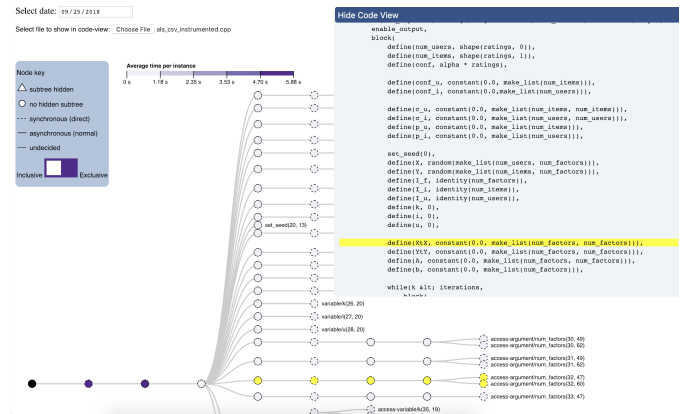 Select date: 09/25/2018
Select file to show in code-view: Choose File als_csv_instrumented.cpp
Node key
subtree hidden
no hidden subtree
synchronous (direct)
asynchronous (normal)
undecided
Inclusive Exclusive
Average time per instance
0 s 1.18 s 2.35 s 3.53 s 4.70 s 5.88 s
Hide Code View
enable_output,
block(
define(num_users, shape(ratings, 0)),
define(num_items, shape(ratings, 1)),
define(conf, alpha * ratings),
define(conf_u, constant(0.0, make_list(num_items))),
define(conf_i, constant(0.0,make_list(num_users))),
define(c_u, constant(0.0, make_list(num_items, num_items))),
define(c_i, constant(0.0, make_list(num_users, num_users))),
define(p_u, constant(0.0, make_list(num_items))),
define(p_i, constant(0.0, make_list(num_users))),
set_seed(0),
define(X, random(make_list(num_users, num_factors))),
define(Y, random(make_list(num_items, num_factors))),
define(I_f, identity(num_factors)),
define(I_i, identity(num_items)),
define(I_u, identity(num_users)),
define(k, 0),
define(i, 0),
define(u, 0),
define(XtX, constant(0.0, make_list(num_factors, num_factors))),
define(YtY, constant(0.0, make_list(num_factors, num_factors))),
define(A, constant(0.0, make_list(num_factors, num_factors))),
define(b, constant(0.0, make_list(num_factors))),
while(k &lt; iterations,
block(
set_seed(20, 13)
variable/k(26, 20)
variable/i(27, 20)
variable/u(28, 20)
access-argument/num_factors(30, 49)
access-argument/num_factors(30, 62)
access-argument/num_factors(31, 49)
access-argument/num_factors(31, 62)
access-argument/num_factors(32, 47)
access-argument/num_factors(32, 60)
access-argument/num_factors(33, 47)
access-variable/k(35, 19)